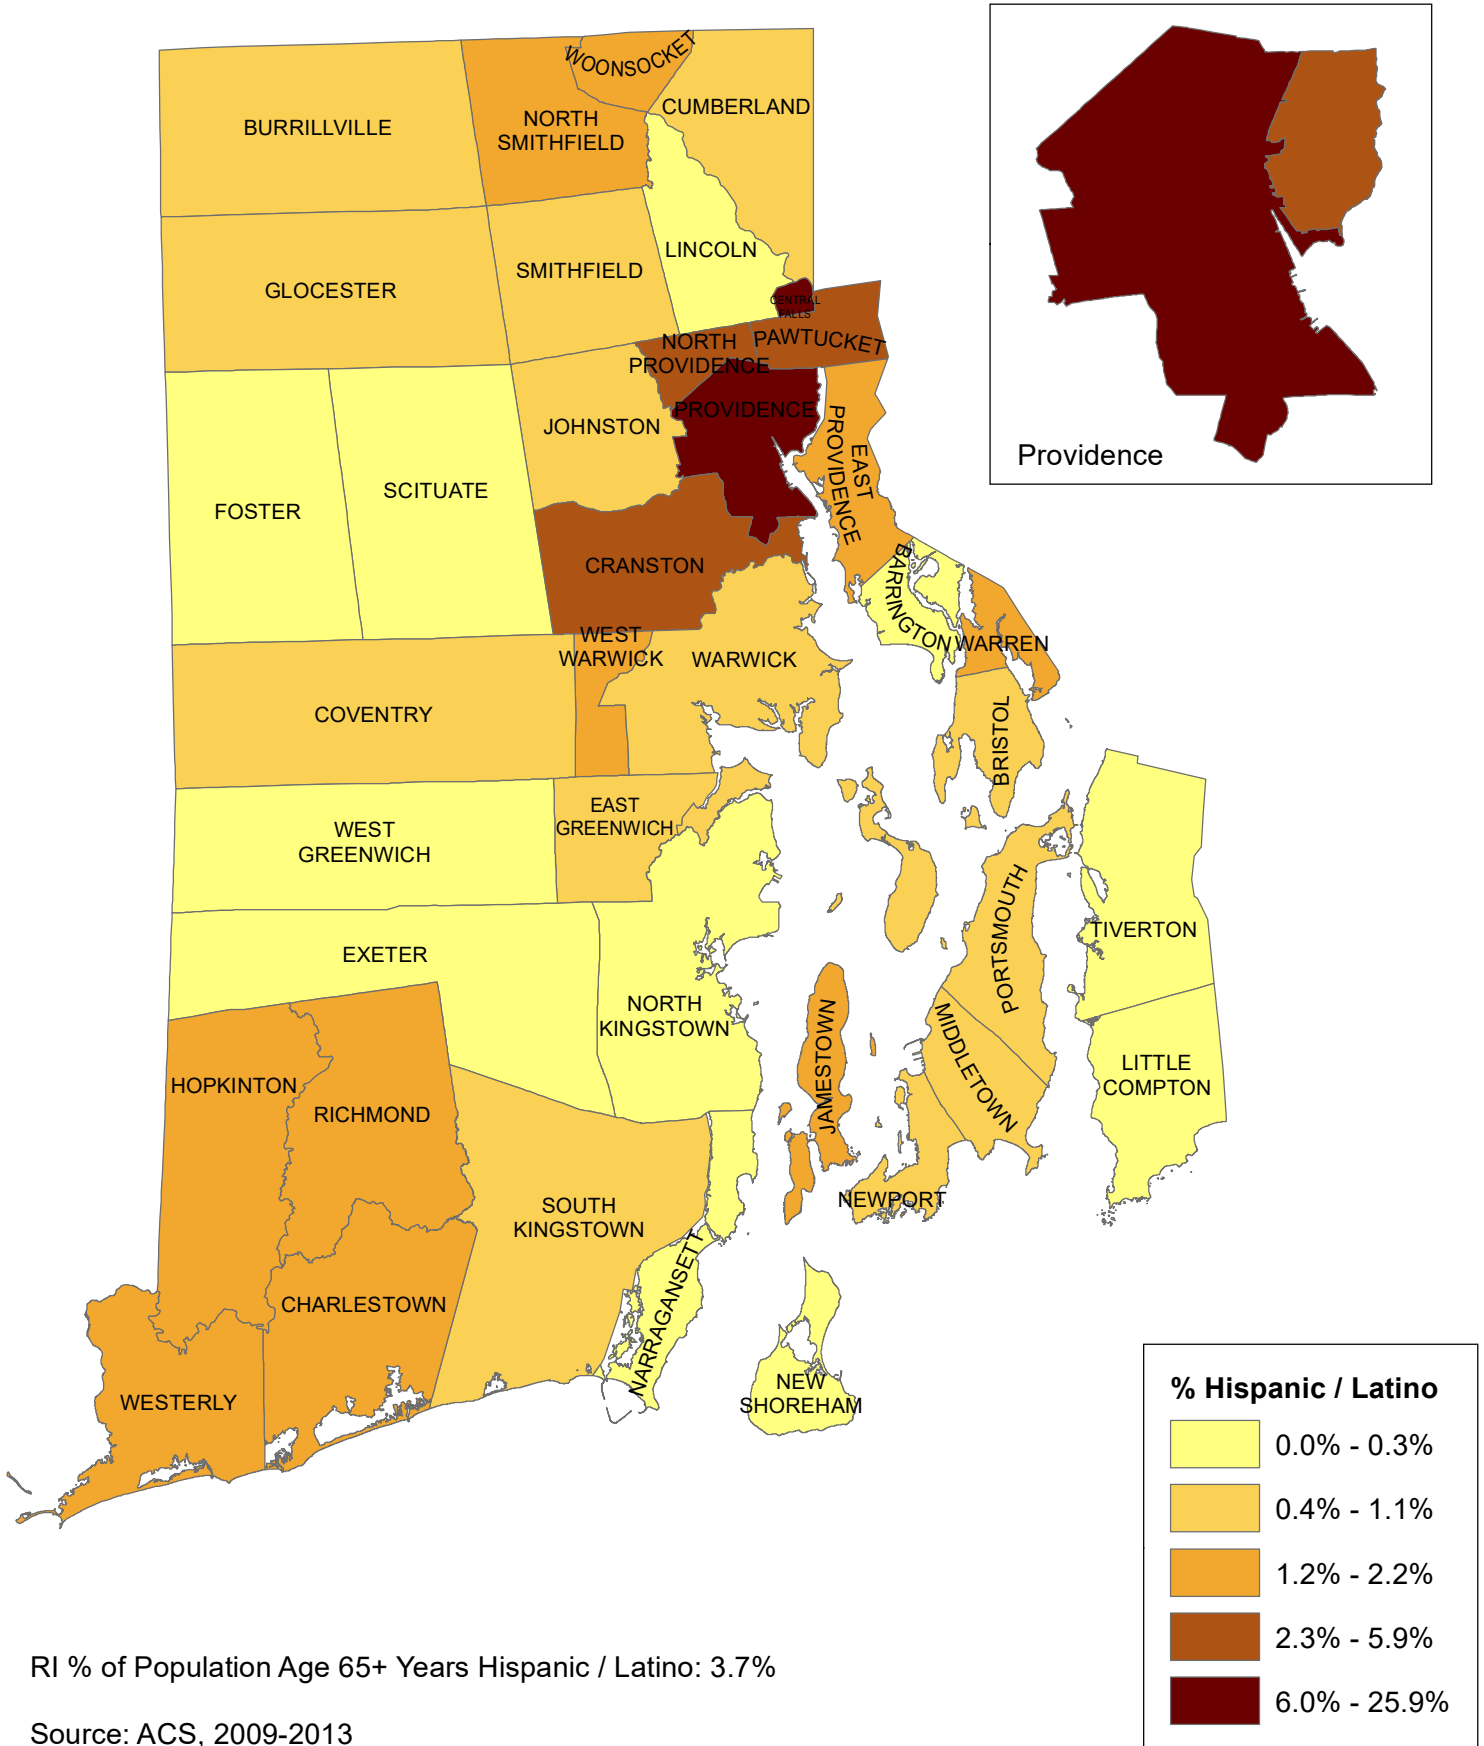 WOONSOCKET
CUMBERLAND
BURRILLVILLE
NORTH
SMITHFIELD
LINCOLN
SMITHFIELD
GLOCESTER
CENTRAL
FALLS
NORTH
PROVIDENCE
PAWTUCKET
PROVIDENCE
JOHNSTON
EAST
PROVIDENCE
Providence
SCITUATE
FOSTER
CRANSTON
BARRINGTON
WARREN
WEST
WARWICK
WARWICK
COVENTRY
BRISTOL
EAST
GREENWICH
WEST
GREENWICH
PORTSMOUTH
TIVERTON
EXETER
NORTH
KINGSTOWN
JAMESTOWN
MIDDLETOWN
LITTLE
COMPTON
HOPKINTON
RICHMOND
NEWPORT
SOUTH
KINGSTOWN
NARRAGANSETT
CHARLESTOWN
WESTERLY
NEW
SHOREHAM
% Hispanic / Latino
0.0% - 0.3%
0.4% - 1.1%
1.2% - 2.2%
2.3% - 5.9%
6.0% - 25.9%
RI % of Population Age 65+ Years Hispanic / Latino: 3.7%
Source: ACS, 2009-2013